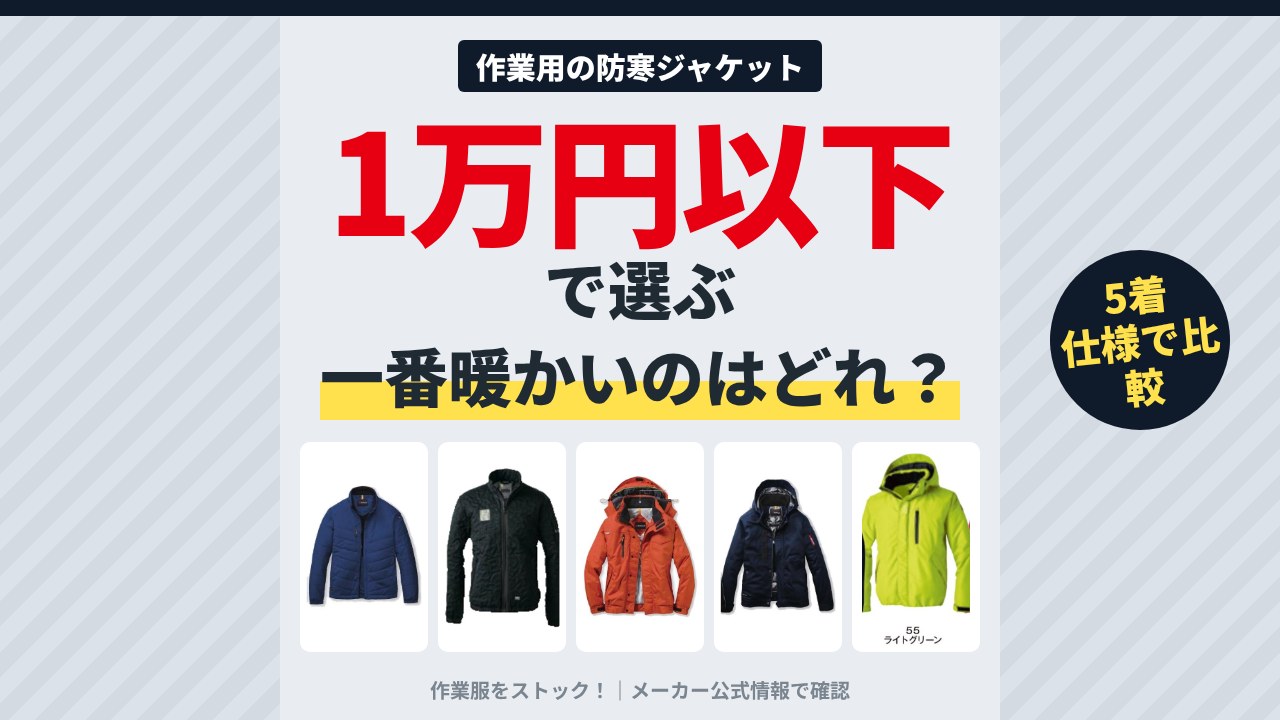 作業用の防寒ジャケット
1万円以下
で選ぶ
一番暖かいのはどれ？
5着
仕様で比
較
55
ライトグリーン
作業服をストック！｜メーカー公式情報で確認